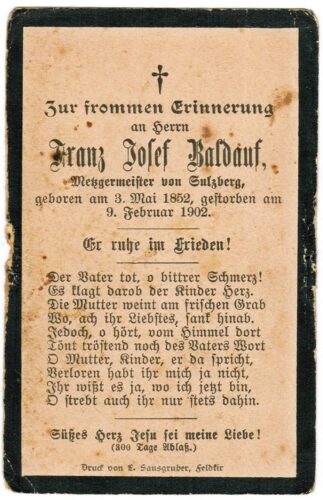 Zur frommen Erinnerung
an Herrn
Franz Josef Baldauf,
Metzgermeister von Sulzberg,
geboren am 3. Mai 1852, gestorben am
9. Februar 1902.
Er ruhe im Frieden!
Der Vater tot, o bittrer Schmerz!
Es klagt darob der Kinder Herz.
Die Mutter weint am frischen Grab
Wo, ach ihr Liebstes, sank hinab.
Jedoch, o hört, vom Himmel dort
Tönt tröstend noch des Vaters Wort
O Mutter, Kinder, er da spricht,
Verloren habt ihr mich ja nicht,
Ihr wißt es ja, wo ich jetzt bin,
O strebt auch ihr nur stets dahin.
Süßes Herz Jesu sei meine Liebe!
(300 Tage Ablaß.)
Druck von L. Sausgruber, Feldkir